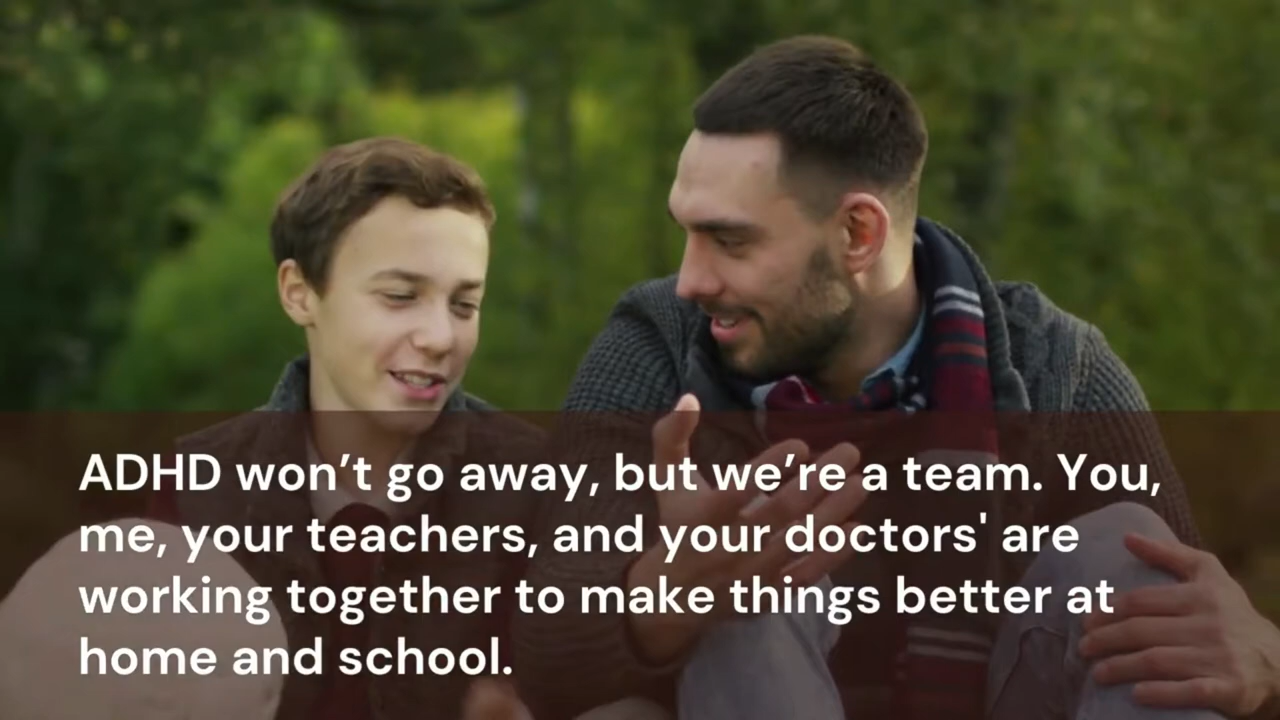 ADHD won’t go away, but we’re a team. You,
me, your teachers, and your doctors' are
working together to make things better at
home and school.